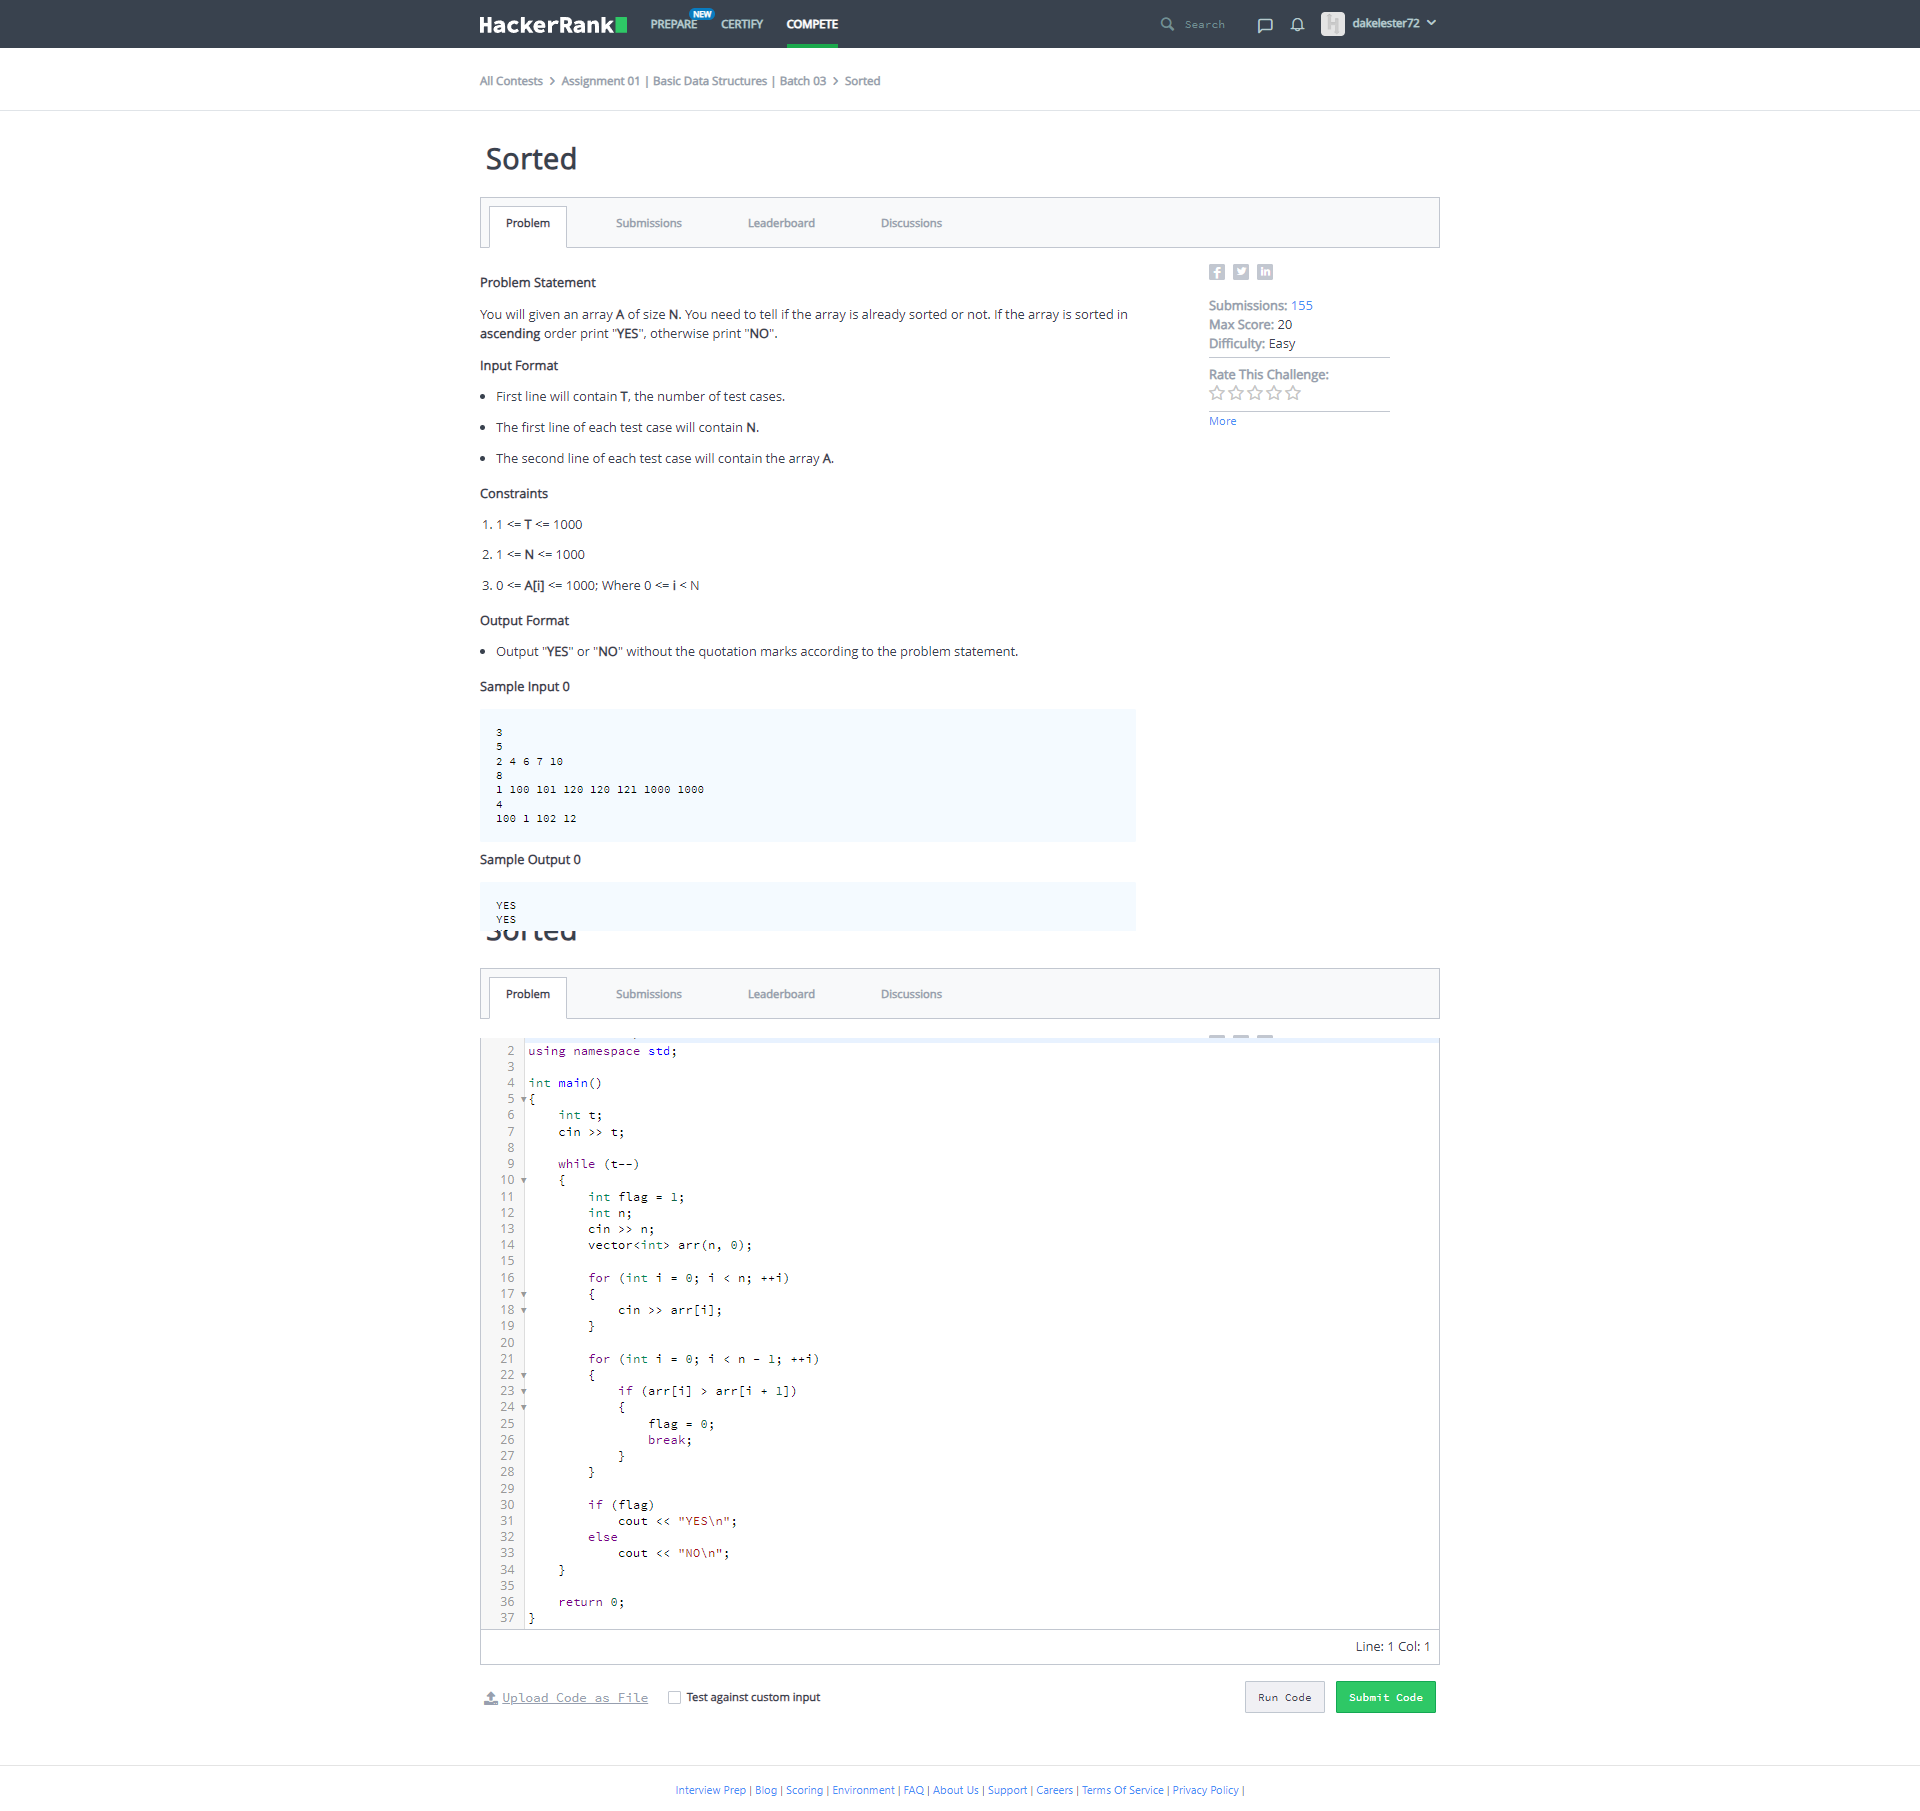 HackerRank PREPARE NEW CERTIFY COMPETE Search dakelester72
All Contests > Assignment 01 | Basic Data Structures | Batch 03 > Sorted
Sorted
Problem Submissions Leaderboard Discussions
Problem Statement
You will given an array A of size N. You need to tell if the array is already sorted or not. If the array is sorted in
ascending order print "YES", otherwise print "NO".
Input Format
• First line will contain T, the number of test cases.
• The first line of each test case will contain N.
• The second line of each test case will contain the array A.
Constraints
1. 1 <= T <= 1000
2. 1 <= N <= 1000
3. 0 <= A[i] <= 1000; Where 0 <= i < N
Output Format
• Output "YES" or "NO" without the quotation marks according to the problem statement.
Sample Input 0
3
5
2 4 6 7 10
8
1 100 101 120 120 121 1000 1000
4
100 1 102 12
Sample Output 0
YES
YES
Submissions: 155
Max Score: 20
Difficulty: Easy
Rate This Challenge:
More
Sorted
Problem Submissions Leaderboard Discussions
2 using namespace std;
3
4 int main()
5 {
6     int t;
7     cin >> t;
8
9     while (t--)
10     {
11         int flag = 1;
12         int n;
13         cin >> n;
14         vector<int> arr(n, 0);
15
16         for (int i = 0; i < n; ++i)
17         {
18             cin >> arr[i];
19         }
20
21         for (int i = 0; i < n - 1; ++i)
22         {
23             if (arr[i] > arr[i + 1])
24             {
25                 flag = 0;
26                 break;
27             }
28         }
29
30         if (flag)
31             cout << "YES\n";
32         else
33             cout << "NO\n";
34     }
35
36     return 0;
37 }
Line: 1 Col: 1
Upload Code as File Test against custom input Run Code Submit Code
Interview Prep | Blog | Scoring | Environment | FAQ | About Us | Support | Careers | Terms Of Service | Privacy Policy |